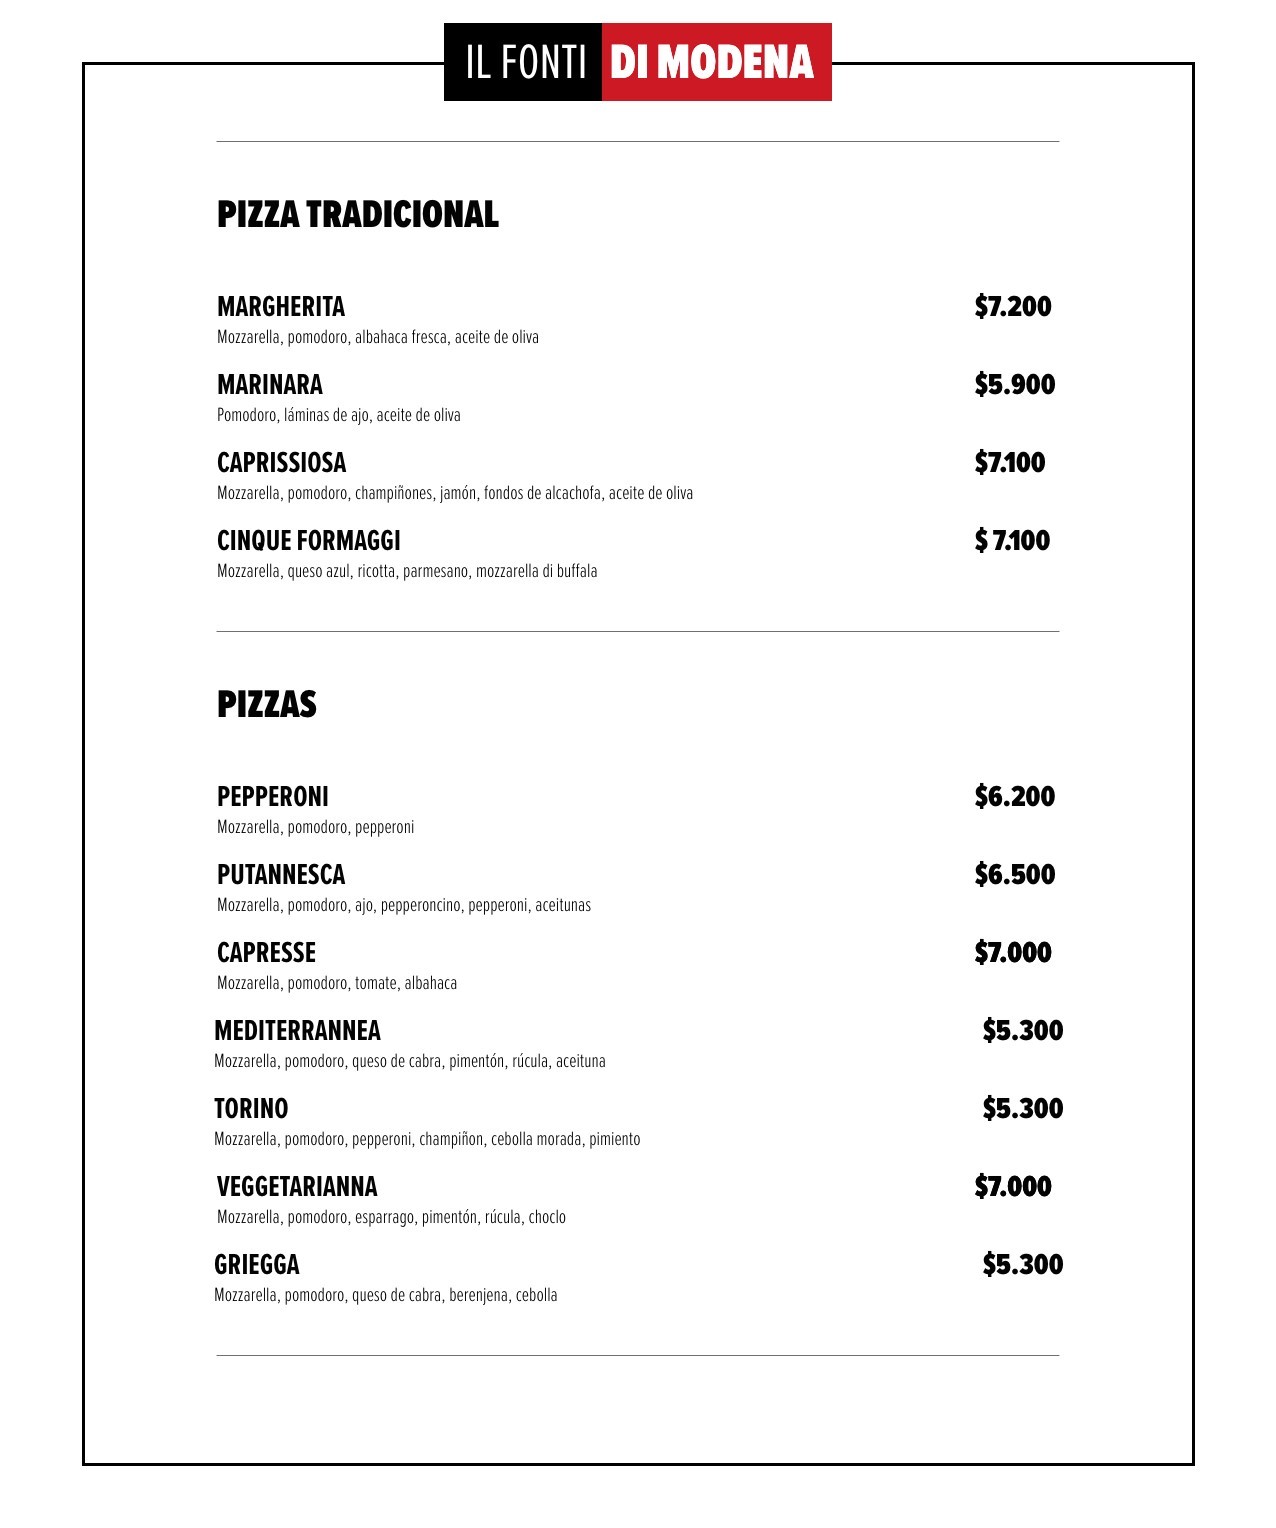 IL FONTI DI MODENA
PIZZA TRADICIONAL
MARGHERITA $7.200
Mozzarella, pomodoro, albahaca fresca, aceite de oliva
MARINARA $5.900
Pomodoro, láminas de ajo, aceite de oliva
CAPRISSIOSA $7.100
Mozzarella, pomodoro, champiñones, jamón, fondos de alcachofa, aceite de oliva
CINQUE FORMAGGI $ 7.100
Mozzarella, queso azul, ricotta, parmesano, mozzarella di buffala
PIZZAS
PEPPERONI $6.200
Mozzarella, pomodoro, pepperoni
PUTANNESCA $6.500
Mozzarella, pomodoro, ajo, pepperoncino, pepperoni, aceitunas
CAPRESSE $7.000
Mozzarella, pomodoro, tomate, albahaca
MEDITERRANNEA $5.300
Mozzarella, pomodoro, queso de cabra, pimentón, rúcula, aceituna
TORINO $5.300
Mozzarella, pomodoro, pepperoni, champiñon, cebolla morada, pimiento
VEGGETARIANNA $7.000
Mozzarella, pomodoro, esparrago, pimentón, rúcula, choclo
GRIEGGA $5.300
Mozzarella, pomodoro, queso de cabra, berenjena, cebolla